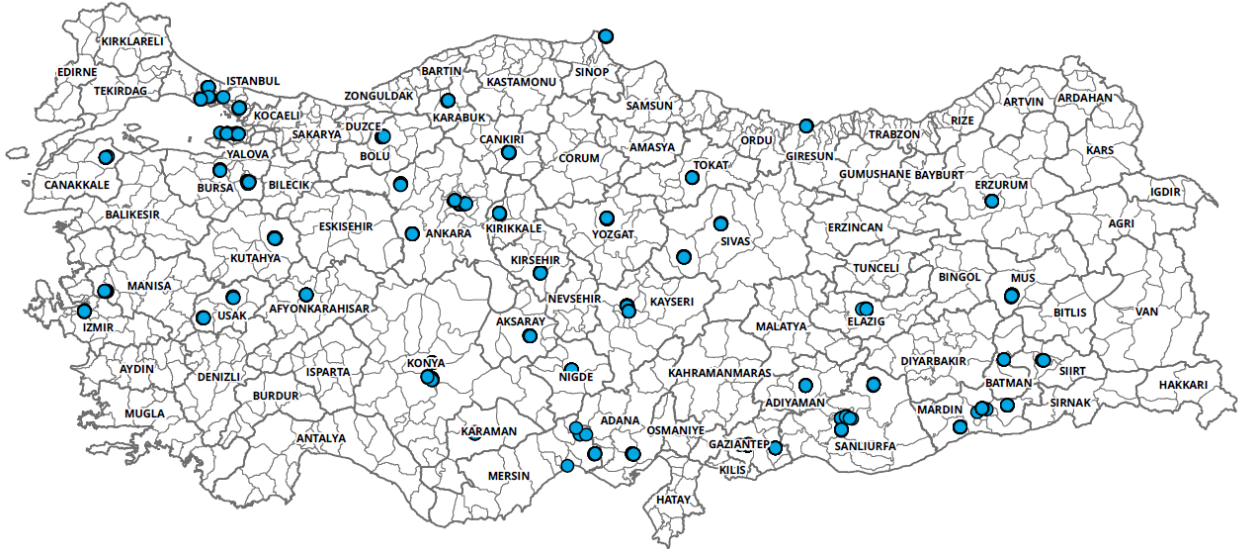 KIRKLARELI
EDIRNE
TEKIRDAG
ISTANBUL
KOCAELI
SAKARYA
YALOVA
CANAKKALE
BURSA
BILECIK
BALIKESIR
KUTAHYA
ESKISEHIR
MANISA
IZMIR
USAK
AFYONKARAHISAR
AYDIN
DENIZLI
ISPARTA
BURDUR
MUGLA
ANTALYA
ZONGULDAK
BARTIN
KARABUK
KASTAMONU
SINOP
DUZCE
BOLU
CANKIRI
CORUM
SAMSUN
AMASYA
TOKAT
ORDU
GIRESUN
TRABZON
RIZE
ARTVIN
ARDAHAN
KARS
GUMUSHANE
BAYBURT
ERZURUM
IGDIR
AGRI
ANKARA
KIRIKKALE
YOZGAT
SIVAS
ERZINCAN
KIRSEHIR
NEVSEHIR
KAYSERI
TUNCELI
BINGOL
MUS
BITLIS
VAN
AKSARAY
KONYA
NIGDE
MALATYA
ELAZIG
DIYARBAKIR
BATMAN
SIIRT
HAKKARI
KAHRAMANMARAS
ADIYAMAN
MARDIN
SIRNAK
KARAMAN
ADANA
OSMANIYE
GAZIANTEP
SANLIURFA
MERSIN
KILIS
HATAY